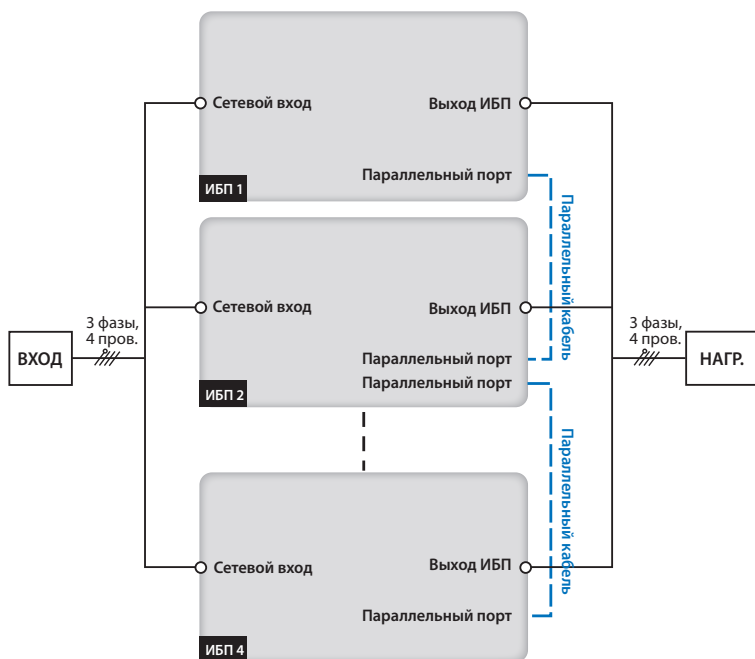 Сетевой вход
Выход ИБП
Параллельный порт
ИБП 1
Параллельный кабель
Сетевой вход
Выход ИБП
3 фазы,
4 пров.
ВХОД
3 фазы,
4 пров.
НАГР.
Параллельный порт
Параллельный порт
ИБП 2
Параллельный кабель
Сетевой вход
Выход ИБП
Параллельный порт
ИБП 4